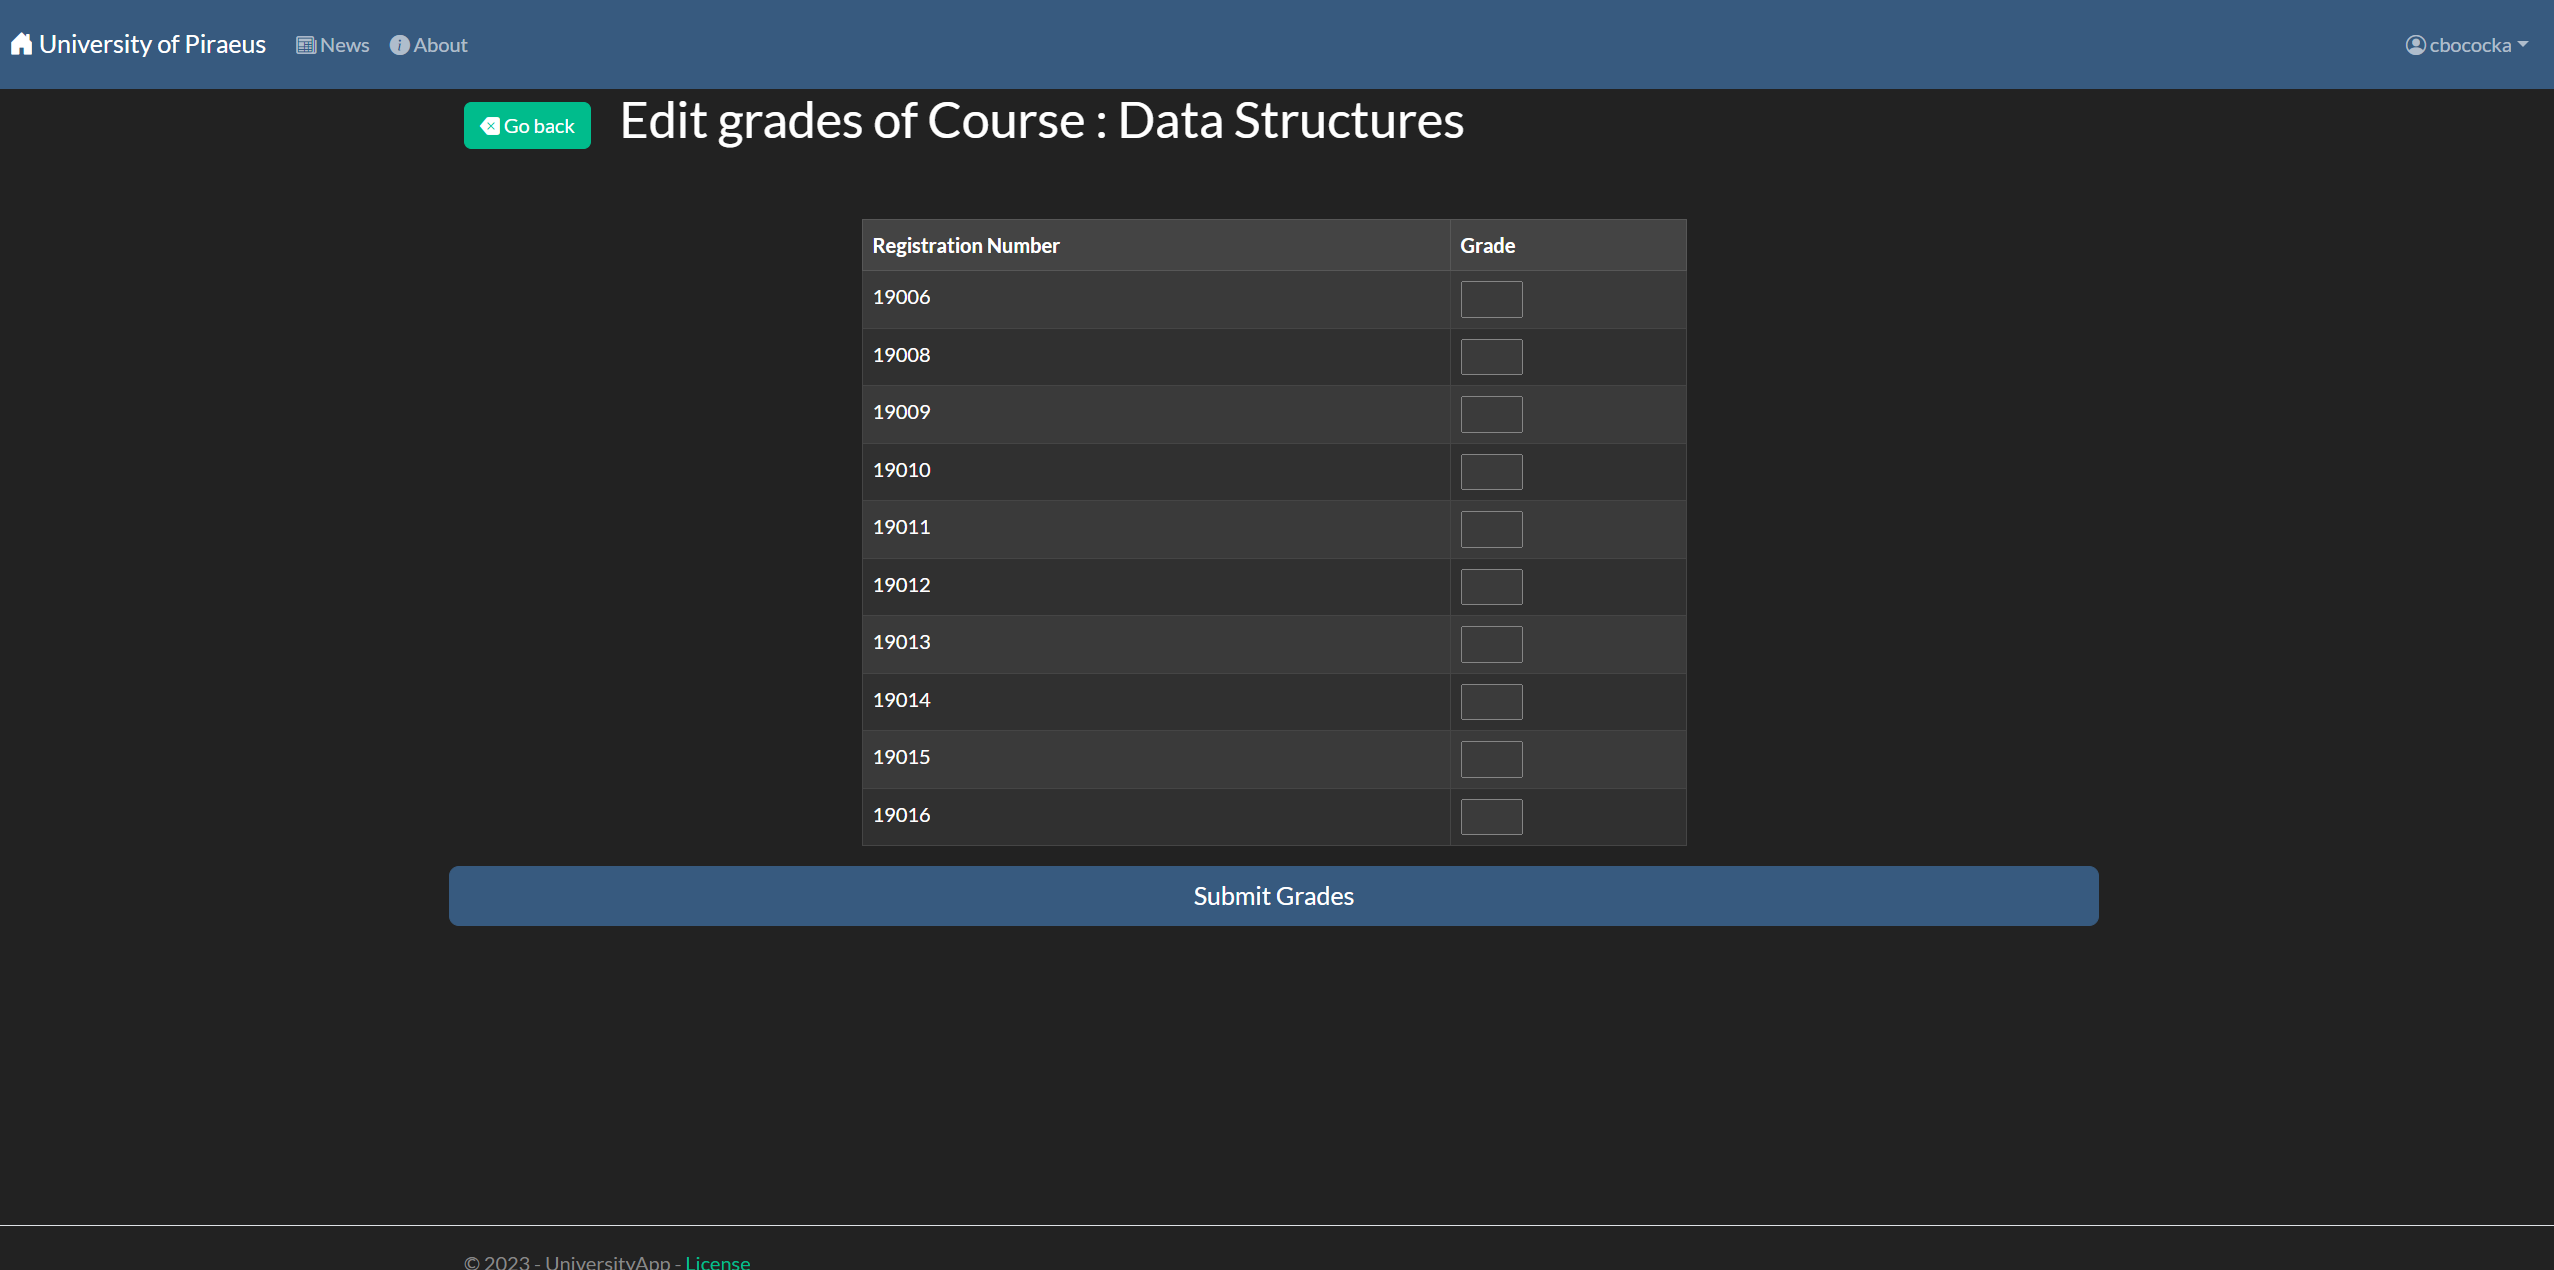 University of Piraeus News About cbococka
Go back Edit grades of Course : Data Structures
Registration Number Grade
19006
19008
19009
19010
19011
19012
19013
19014
19015
19016
Submit Grades
© 2023 - UniversityApp - License